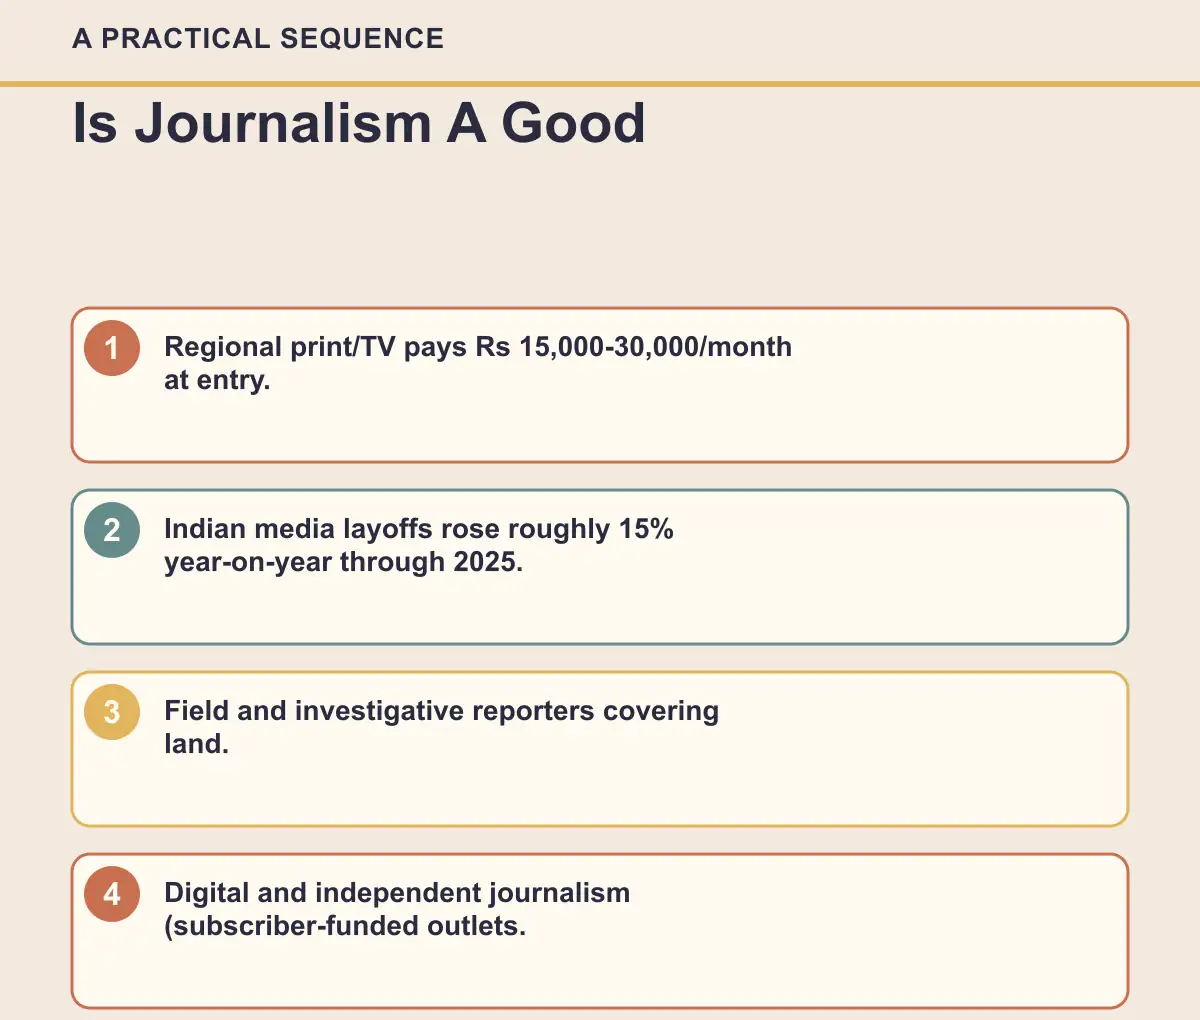 A PRACTICAL SEQUENCE
Is Journalism A Good
1
Regional print/TV pays Rs 15,000-30,000/month
at entry.
2
Indian media layoffs rose roughly 15%
year-on-year through 2025.
3
Field and investigative reporters covering
land.
4
Digital and independent journalism
(subscriber-funded outlets.